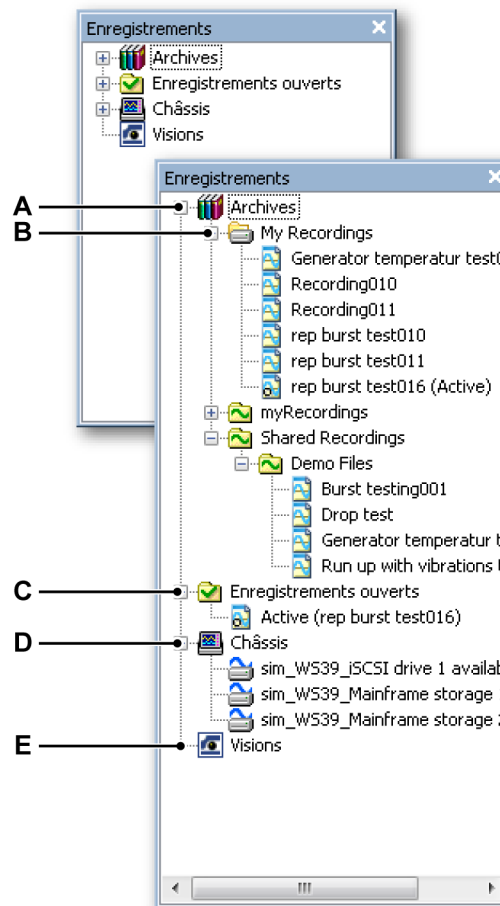 Enregistrements
Archives
Enregistrements ouverts
Châssis
Visions
Enregistrements
A
Archives
B
My Recordings
Generator temperatur test0
Recording010
Recording011
rep burst test010
rep burst test011
rep burst test016 (Active)
myRecordings
Shared Recordings
Demo Files
Burst testing001
Drop test
Generator temperatur t
Run up with vibrations
C
Enregistrements ouverts
Active (rep burst test016)
D
Châssis
sim_WS39_iSCSI drive 1 availab
sim_WS39_Mainframe storage
sim_WS39_Mainframe storage 2
E
Visions